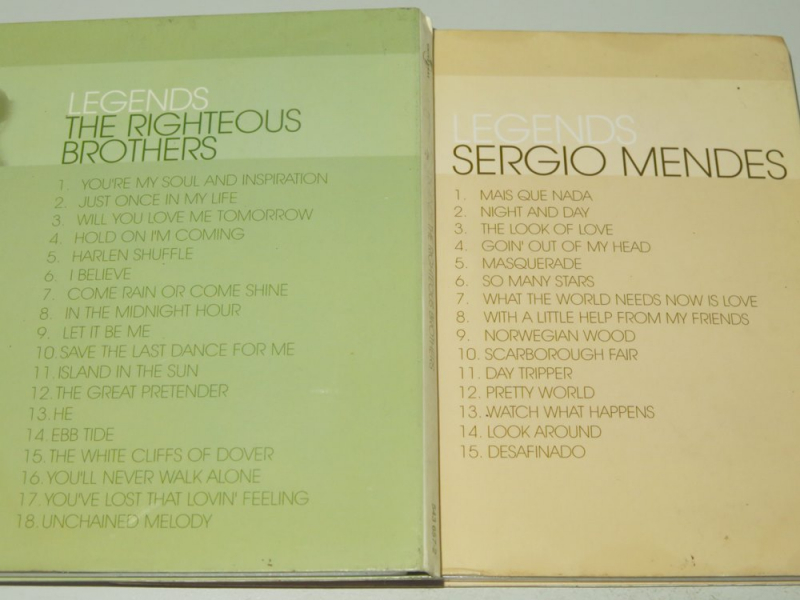 LEGENDS
THE RIGHTEOUS
BROTHERS
1. YOU'RE MY SOUL AND INSPIRATION
2. JUST ONCE IN MY LIFE
3. WILL YOU LOVE ME TOMORROW
4. HOLD ON I'M COMING
5. HARLEN SHUFFLE
6. I BELIEVE
7. COME RAIN OR COME SHINE
8. IN THE MIDNIGHT HOUR
9. LET IT BE ME
10. SAVE THE LAST DANCE FOR ME
11. ISLAND IN THE SUN
12. THE GREAT PRETENDER
13. HE
14. EBB TIDE
15. THE WHITE CLIFFS OF DOVER
16. YOU'LL NEVER WALK ALONE
17. YOU'VE LOST THAT LOVIN' FEELING
18. UNCHAINED MELODY
LEGENDS
SERGIO MENDES
1. MAIS QUE NADA
2. NIGHT AND DAY
3. THE LOOK OF LOVE
4. GOIN' OUT OF MY HEAD
5. MASQUERADE
6. SO MANY STARS
7. WHAT THE WORLD NEEDS NOW IS LOVE
8. WITH A LITTLE HELP FROM MY FRIENDS
9. NORWEGIAN WOOD
10. SCARBOROUGH FAIR
11. DAY TRIPPER
12. PRETTY WORLD
13. WATCH WHAT HAPPENS
14. LOOK AROUND
15. DESAFINADO